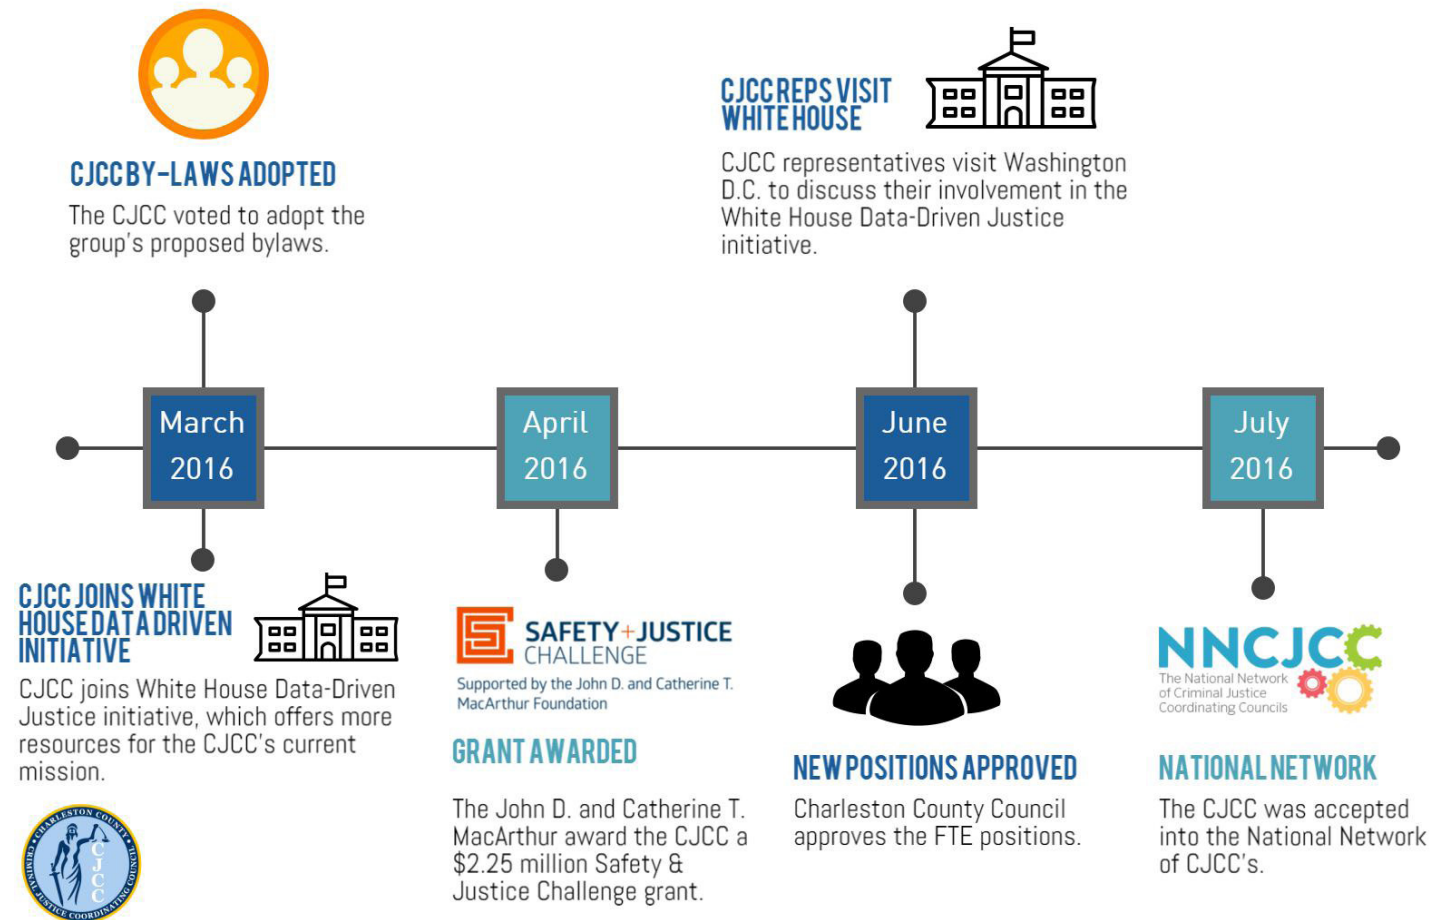 CJCC BY-LAWS ADOPTED
The CJCC voted to adopt the
group's proposed bylaws.
CJCC REPS VISIT
WHITE HOUSE
CJCC representatives visit Washington
D.C. to discuss their involvement in the
White House Data-Driven Justice
initiative.
March
2016
April
2016
June
2016
July
2016
CJCC JOINS WHITE
HOUSE DATA DRIVEN
INITIATIVE
CJCC joins White House Data-Driven
Justice initiative, which offers more
resources for the CJCC's current
mission.
CHARLESTON COUNTY
CRIMINAL JUSTICE COORDINATING COUNCIL
CJCC
SAFETY+JUSTICE
CHALLENGE
Supported by the John D. and Catherine T.
MacArthur Foundation
GRANT AWARDED
The John D. and Catherine T.
MacArthur award the CJCC a
$2.25 million Safety &
Justice Challenge grant.
NEW POSITIONS APPROVED
Charleston County Council
approves the FTE positions.
NNCJCC
The National Network
of Criminal Justice
Coordinating Councils
NATIONAL NETWORK
The CJCC was accepted
into the National Network
of CJCC's.